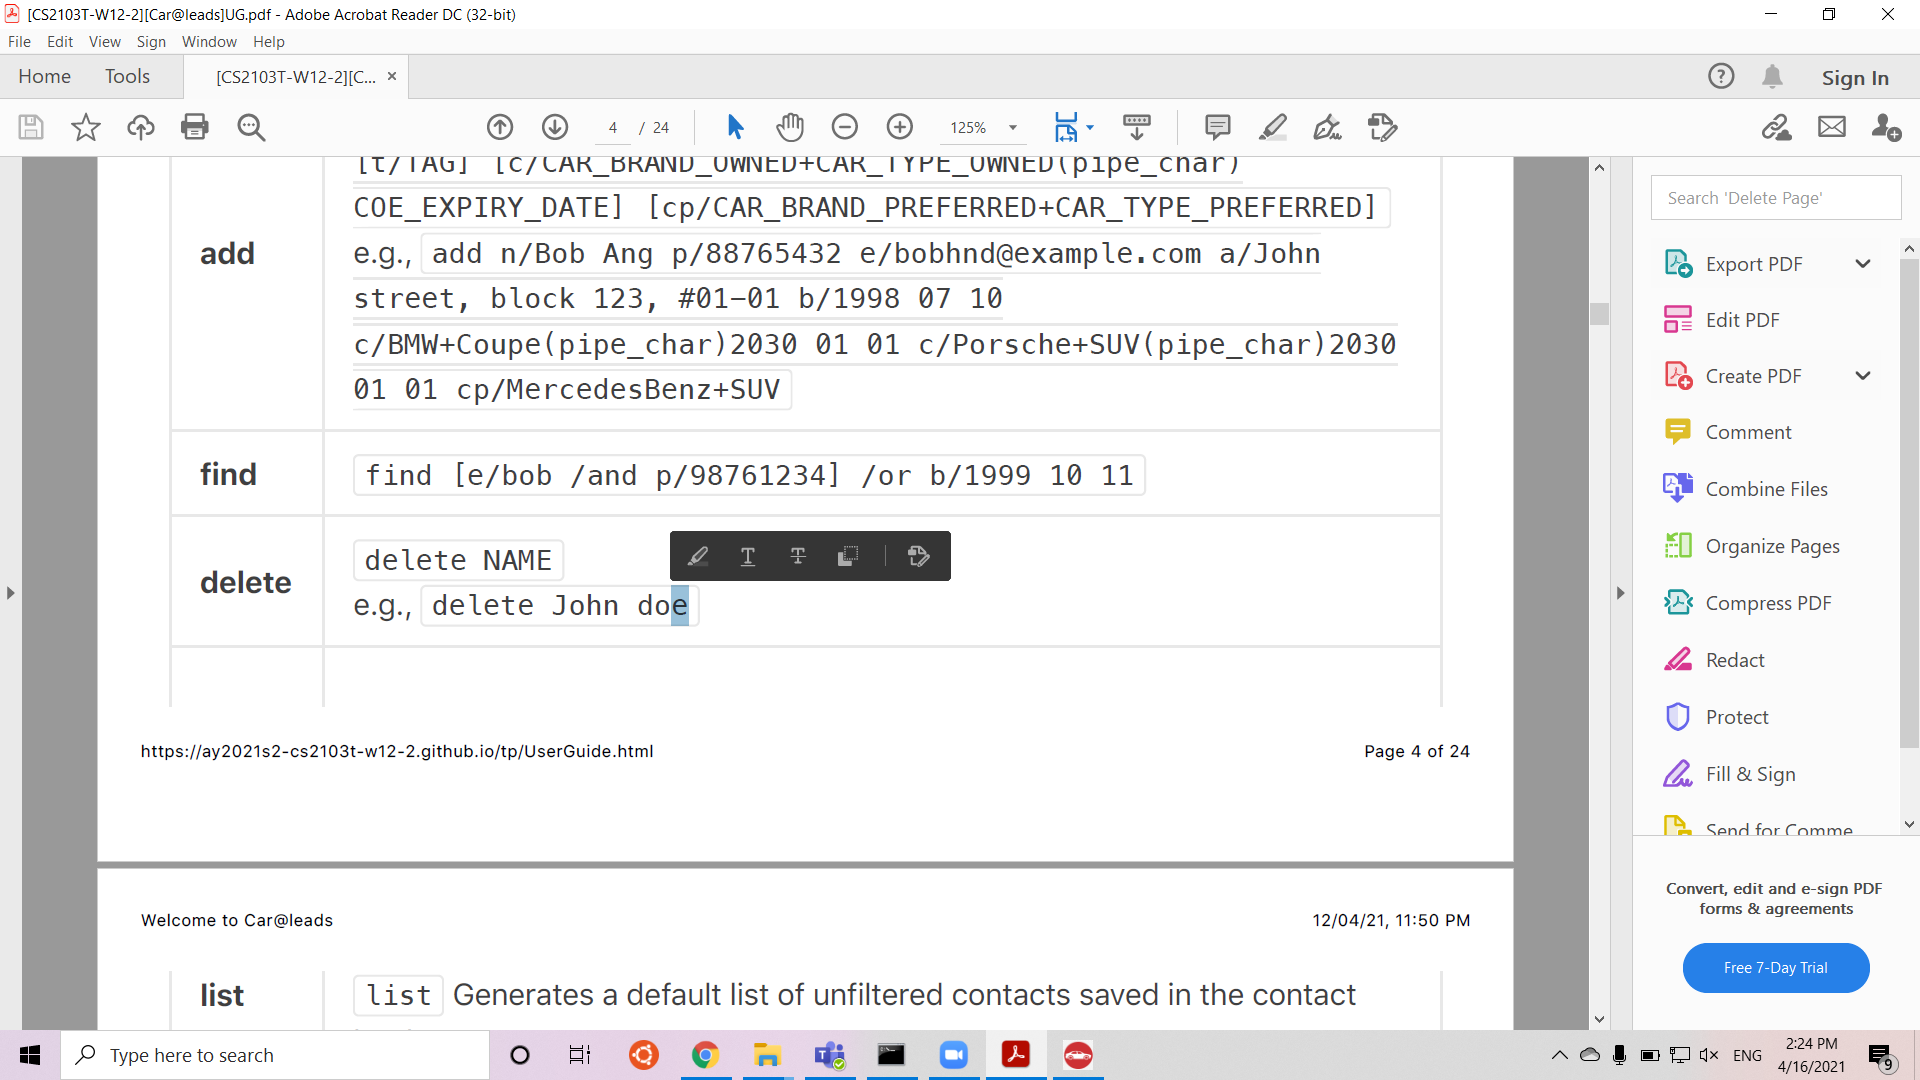 [CS2103T-W12-2][Car@leads]UG.pdf - Adobe Acrobat Reader DC (32-bit)
File Edit View Sign Window Help
Home Tools [CS2103T-W12-2][C... × Sign In
4 / 24 125%
[t/TAG] [c/CAR_BRAND_OWNED+CAR_TYPE_OWNED(pipe_char)
COE_EXPIRY_DATE] [cp/CAR_BRAND_PREFERRED+CAR_TYPE_PREFERRED]
add
e.g., add n/Bob Ang p/88765432 e/bobhnd@example.com a/John
street, block 123, #01-01 b/1998 07 10
c/BMW+Coupe(pipe_char)2030 01 01 c/Porsche+SUV(pipe_char)2030
01 01 cp/MercedesBenz+SUV
find
find [e/bob /and p/98761234] /or b/1999 10 11
delete
delete NAME
e.g., delete John doe
https://ay2021s2-cs2103t-w12-2.github.io/tp/UserGuide.html Page 4 of 24
Welcome to Car@leads 12/04/21, 11:50 PM
list
list Generates a default list of unfiltered contacts saved in the contact
Search 'Delete Page'
Export PDF
Edit PDF
Create PDF
Comment
Combine Files
Organize Pages
Compress PDF
Redact
Protect
Fill & Sign
Send for Comme
Convert, edit and e-sign PDF
forms & agreements
Free 7-Day Trial
Type here to search
ENG
2:24 PM
4/16/2021
9